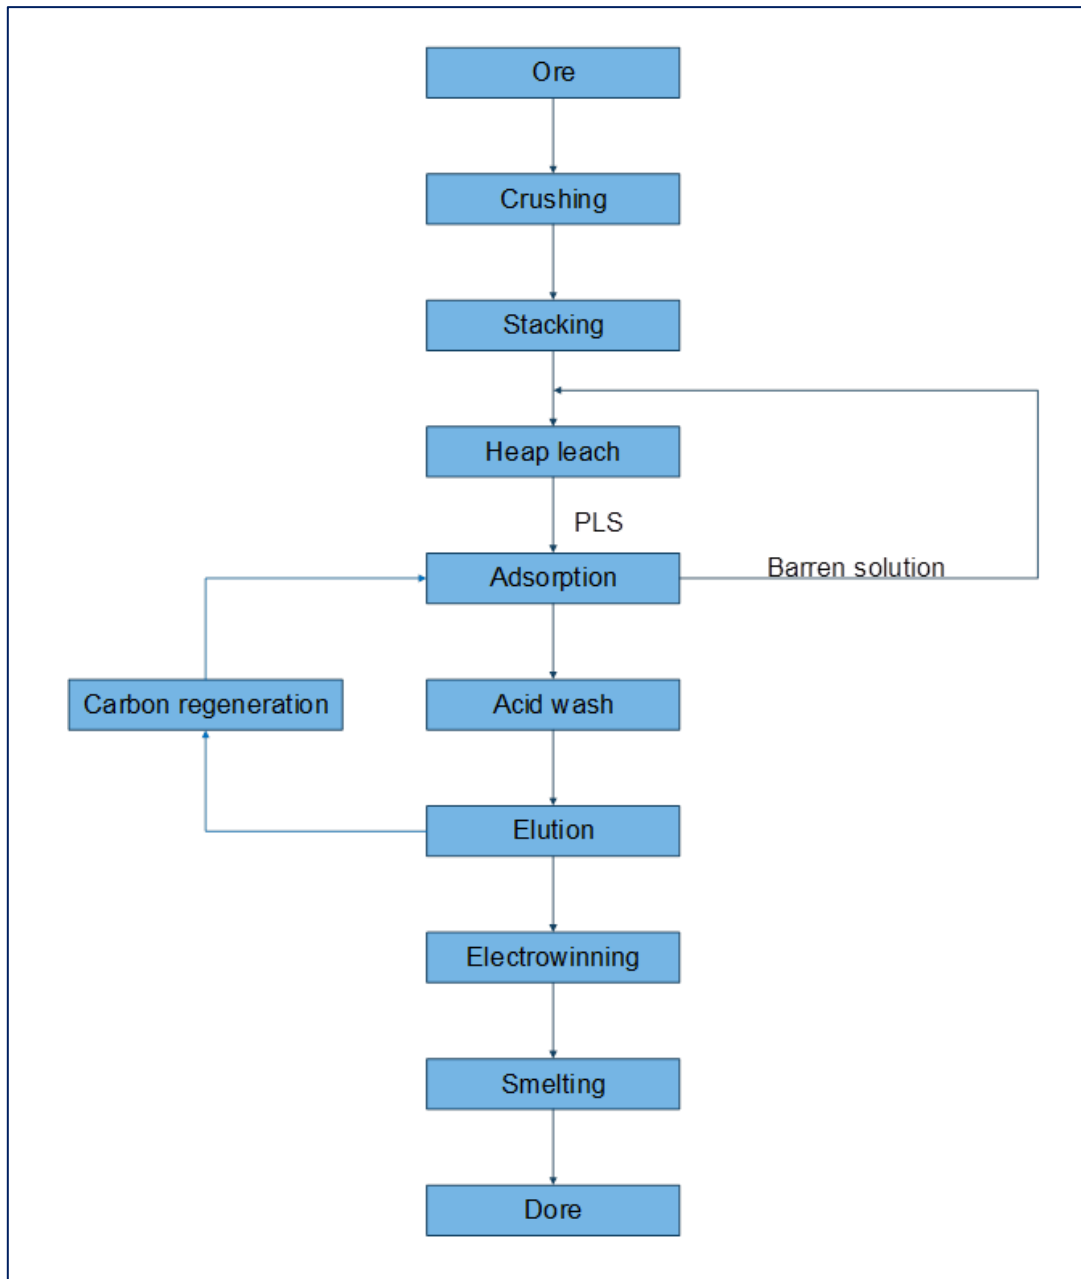 Ore
Crushing
Stacking
Heap leach
PLS
Adsorption
Barren solution
Carbon regeneration
Acid wash
Elution
Electrowinning
Smelting
Dore